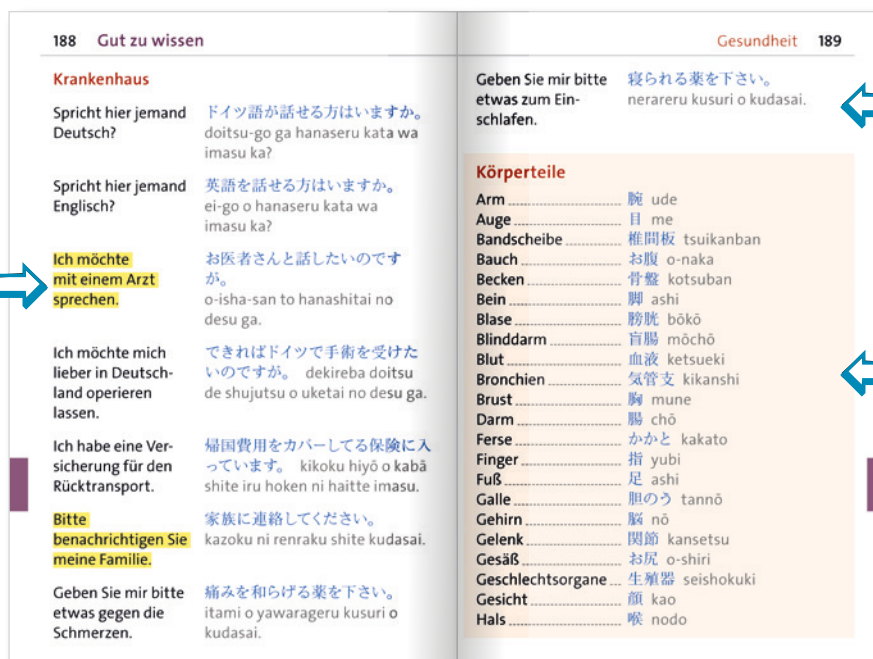 188 Gut zu wissen
Krankenhaus
Spricht hier jemand ドイツ語が話せる方はいますか。
Deutsch? doitsu-go ga hanaseru kata wa
imasu ka?
Spricht hier jemand 英語を話せる方はいますか。
Englisch? ei-go o hanaseru kata wa
imasu ka?
Ich möchte お医者さんと話したいのです
mit einem Arzt が。
sprechen. o-isha-san to hanashitai no
desu ga.
Ich möchte mich できればドイツで手術を受けた
lieber in Deutsch- いのですが。 dekireba doitsu
land operieren de shujutsu o uketai no desu ga.
lassen.
Ich habe eine Ver- 帰国費用をカバーしてる保険に入
sicherung für den っています。 kikoku hiyō o kabā
Rücktransport. shite iru hoken ni haitte imasu.
Bitte 家族に連絡してください。
benachrichtigen Sie kazoku ni renraku shite kudasai.
meine Familie.
Geben Sie mir bitte 痛みを和らげる薬を下さい。
etwas gegen die itami o yawarageru kusuri o
Schmerzen. kudasai.
Gesundheit 189
Geben Sie mir bitte 寝られる薬を下さい。
etwas zum Ein- nerareru kusuri o kudasai.
schlafen.
Körperteile
Arm 腕 ude
Auge 目 me
Bandscheibe 椎間板 tsuikanban
Bauch お腹 o-naka
Becken 骨盤 kotsuban
Bein 脚 ashi
Blase 膀胱 bōkō
Blinddarm 盲腸 mōchō
Blut 血液 ketsueki
Bronchien 気管支 kikanshi
Brust 胸 mune
Darm 腸 chō
Ferse かかと kakato
Finger 指 yubi
Fuß 足 ashi
Galle 胆のう tannō
Gehirn 脳 nō
Gelenk 関節 kansetsu
Gesäß お尻 o-shiri
Geschlechtsorgane 生殖器 seishokuki
Gesicht 顔 kao
Hals 喉 nodo